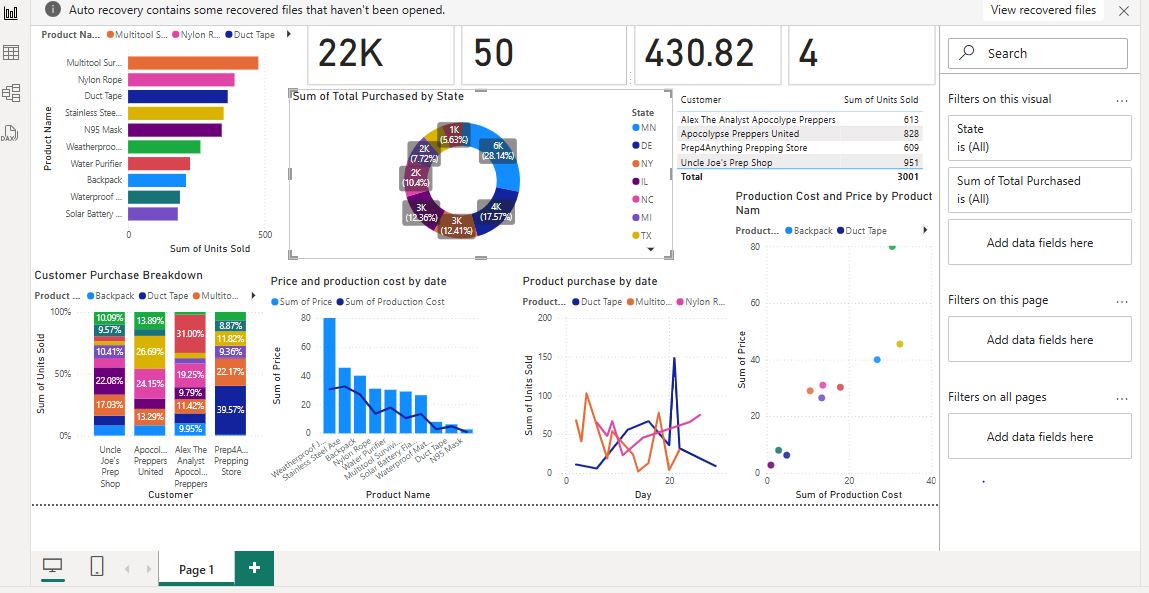 Auto recovery contains some recovered files that haven't been opened.
View recovered files
Product Na...
Multitool S...
Nylon R...
Duct Tape
Product Name
Multitool Sur...
Nylon Rope
Duct Tape
Stainless Stee...
N95 Mask
Weatherproo...
Water Purifier
Backpack
Waterproof ...
Solar Battery ...
0
500
Sum of Units Sold
22K
50
430.82
4
Sum of Total Purchased by State
1K
(5.63%)
6K
(28.14%)
4K
(17.57%)
3K
(12.41%)
3K
(12.36%)
2K
(10.4%)
2K
(7.72%)
State
MN
DE
NY
IL
NC
MI
TX
Customer Sum of Units Sold
Alex The Analyst Apocolype Preppers 613
Apocolypse Preppers United 828
Prep4Anything Prepping Store 609
Uncle Joe's Prep Shop 951
Total 3001
Customer Purchase Breakdown
Product ...
Backpack
Duct Tape
Multito...
Sum of Units Sold
100%
50%
0%
10.09%
9.57%
10.41%
22.08%
17.03%
13.89%
26.69%
24.15%
13.29%
31.00%
19.25%
9.79%
11.42%
9.95%
8.87%
11.82%
9.36%
22.17%
39.57%
Uncle
Joe's
Prep
Shop
Apocol...
Preppers
United
Alex The
Analyst
Apocol...
Preppers
Prep4A...
Prepping
Store
Customer
Price and production cost by date
Sum of Price
Sum of Production Cost
Sum of Price
80
60
40
20
0
Weatherproof J...
Stainless Steel Axe
Backpack
Nylon Rope
Water Purifier
Multitool Survivi...
Solar Battery Fla...
Waterproof Mat...
Duct Tape
N95 Mask
Product Name
Product purchase by date
Product...
Duct Tape
Multito...
Nylon R...
Sum of Units Sold
200
150
100
50
0
0
20
Day
Production Cost and Price by Product
Nam
Product...
Backpack
Duct Tape
Sum of Price
80
60
40
20
0
0
20
40
Sum of Production Cost
Search
Filters on this visual
...
State
is (All)
Sum of Total Purchased
is (All)
Add data fields here
Filters on this page
...
Add data fields here
Filters on all pages
...
Add data fields here
Page 1
+
DAX